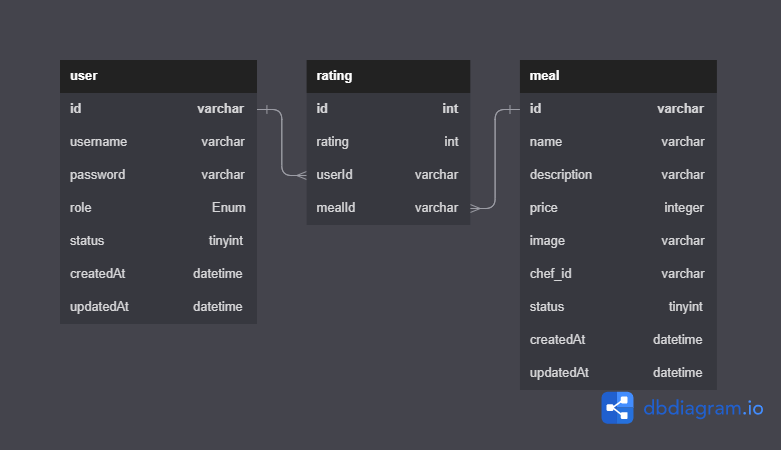 user
id varchar
username varchar
password varchar
role Enum
status tinyint
createdAt datetime
updatedAt datetime
rating
id int
rating int
userId varchar
mealId varchar
meal
id varchar
name varchar
description varchar
price integer
image varchar
chef_id varchar
status tinyint
createdAt datetime
updatedAt datetime
dbdiagram.io